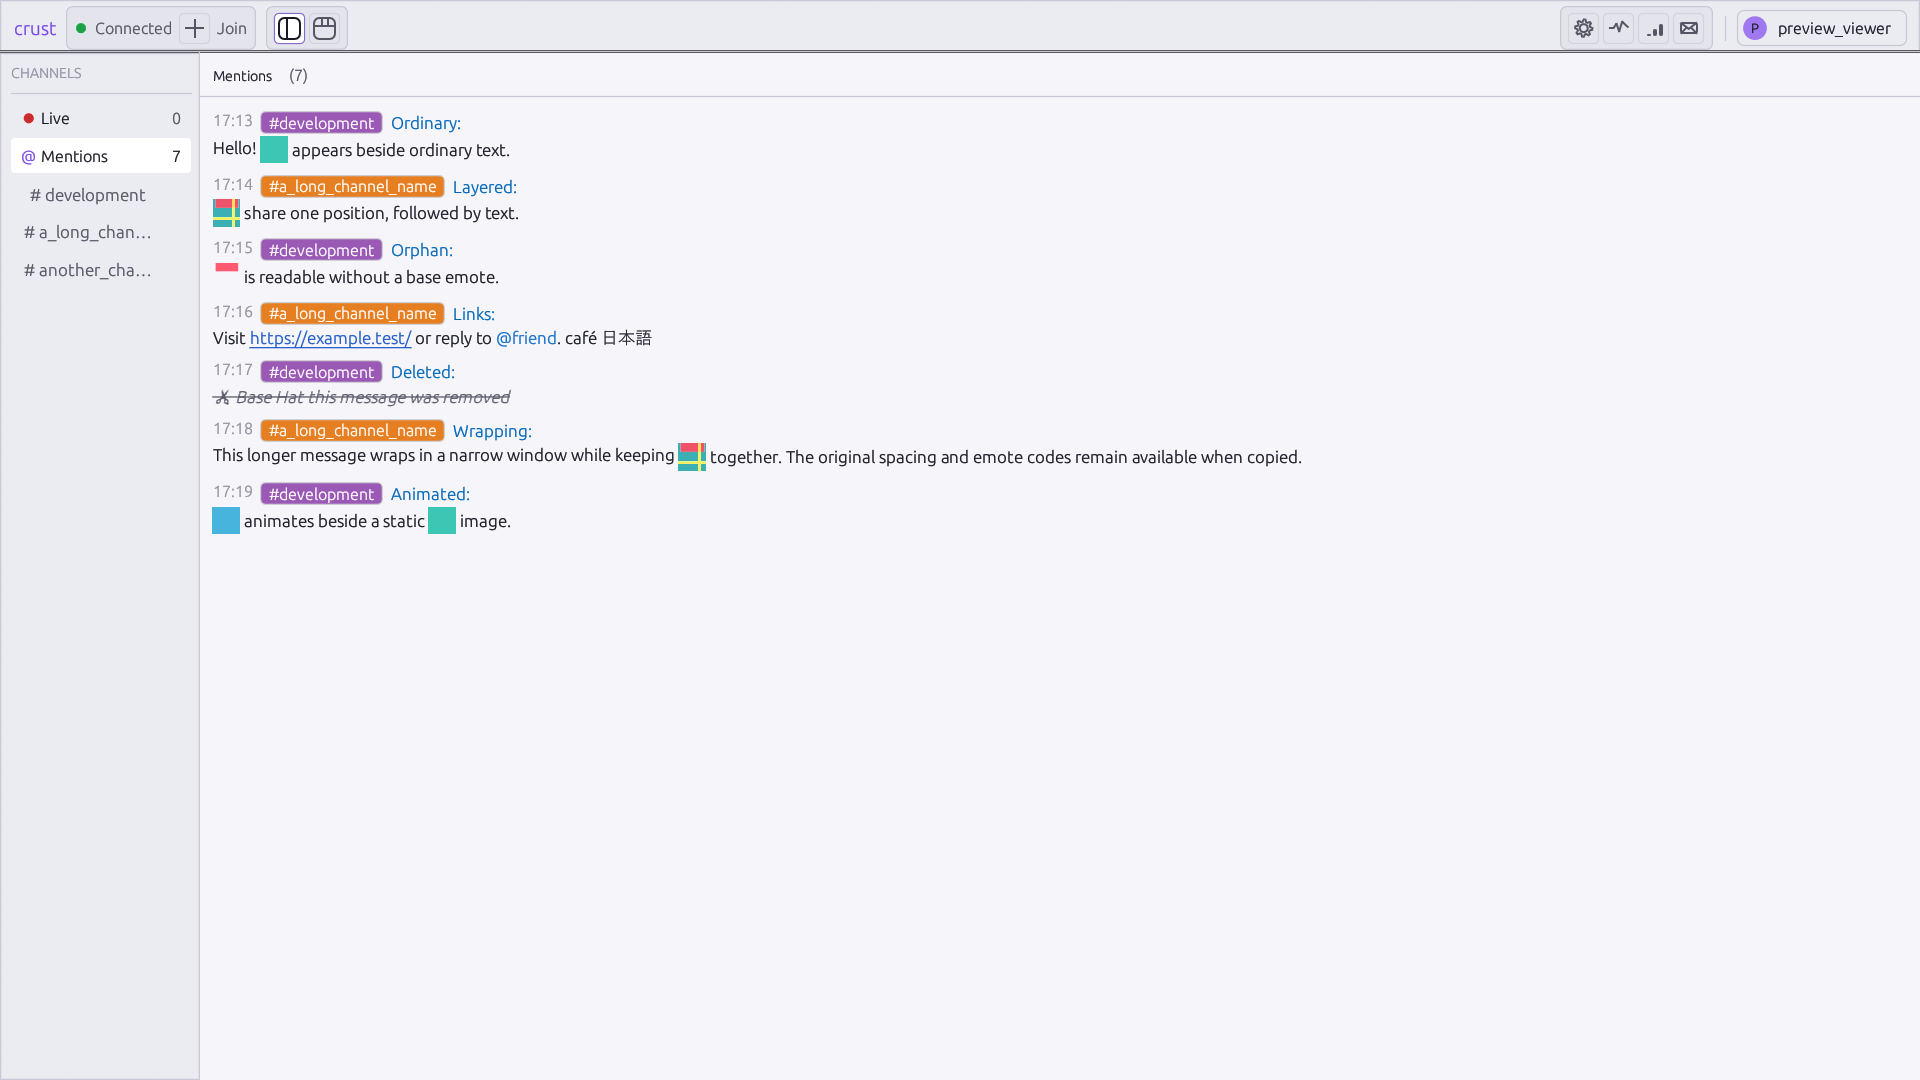 crust Connected Join P preview_viewer
CHANNELS
Live 0
@ Mentions 7
# development
# a_long_chan…
# another_cha…
Mentions (7)
17:13 #development Ordinary:
Hello! appears beside ordinary text.
17:14 #a_long_channel_name Layered:
share one position, followed by text.
17:15 #development Orphan:
is readable without a base emote.
17:16 #a_long_channel_name Links:
Visit https://example.test/ or reply to @friend. café 日本語
17:17 #development Deleted:
Base Hat this message was removed
17:18 #a_long_channel_name Wrapping:
This longer message wraps in a narrow window while keeping together. The original spacing and emote codes remain available when copied.
17:19 #development Animated:
animates beside a static image.